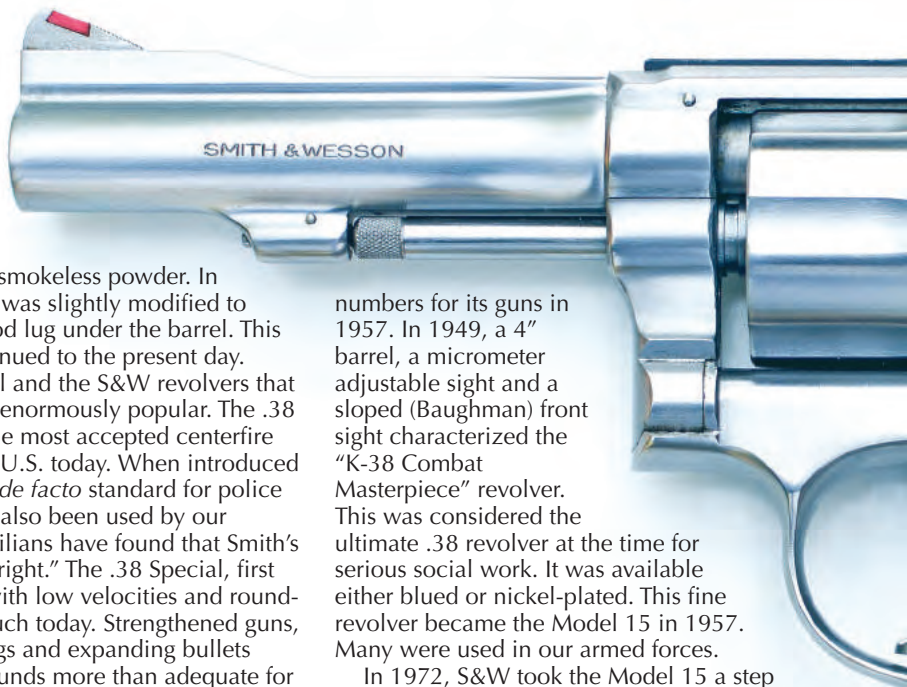 SMITH & WESSON
smokeless powder. In
was slightly modified to
od lug under the barrel. This
nued to the present day.
l and the S&W revolvers that
enormously popular. The .38
e most accepted centerfire
U.S. today. When introduced
de facto standard for police
also been used by our
ilians have found that Smith's
right.” The .38 Special, first
ith low velocities and round-
uch today. Strengthened guns,
gs and expanding bullets
unds more than adequate for
numbers for its guns in
1957. In 1949, a 4”
barrel, a micrometer
adjustable sight and a
sloped (Baughman) front
sight characterized the
“K-38 Combat
Masterpiece” revolver.
This was considered the
ultimate .38 revolver at the time for
serious social work. It was available
either blued or nickel-plated. This fine
revolver became the Model 15 in 1957.
Many were used in our armed forces.
In 1972, S&W took the Model 15 a step